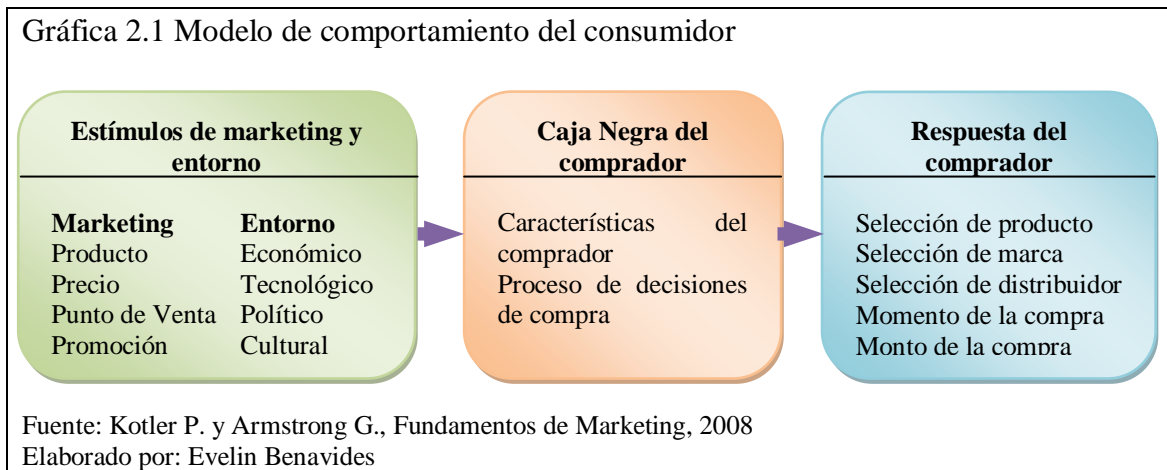 Gráfica 2.1 Modelo de comportamiento del consumidor
Estímulos de marketing y
entorno
Marketing Entorno
Producto Económico
Precio Tecnológico
Punto de Venta Político
Promoción Cultural
Caja Negra del
comprador
Características del
comprador
Proceso de decisiones
de compra
Respuesta del
comprador
Selección de producto
Selección de marca
Selección de distribuidor
Momento de la compra
Monto de la compra
Fuente: Kotler P. y Armstrong G., Fundamentos de Marketing, 2008
Elaborado por: Evelin Benavides